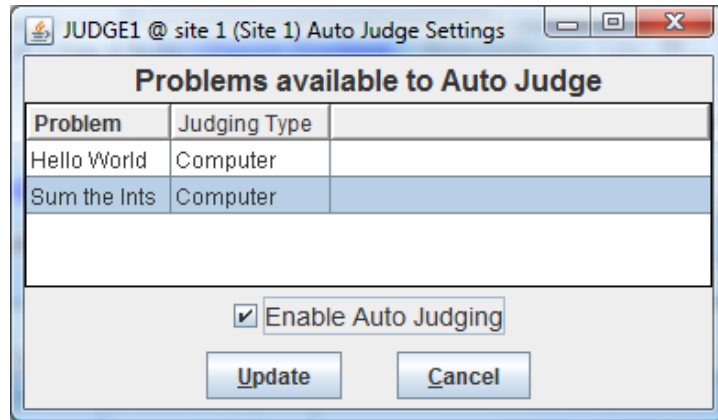 JUDGE1 @ site 1 (Site 1) Auto Judge Settings
Problems available to Auto Judge
Problem Judging Type
Hello World Computer
Sum the Ints Computer
Enable Auto Judging
Update Cancel